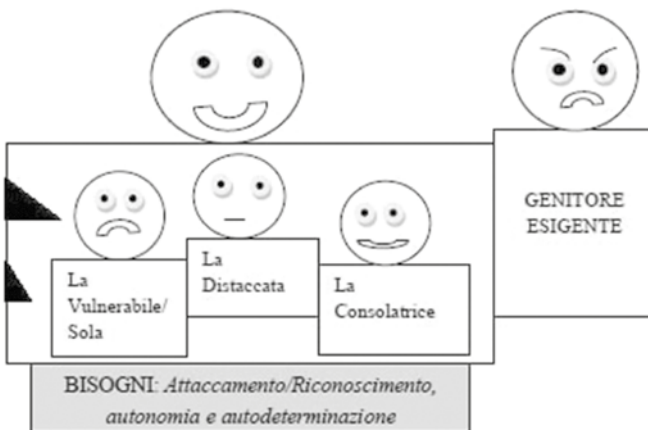 GENITORE
ESIGENTE
La
Distaccata
La
Vulnerabile/
Sola
La
Consolatrice
BISOGNI: Attaccamento/Riconoscimento,
autonomia e autodeterminazione